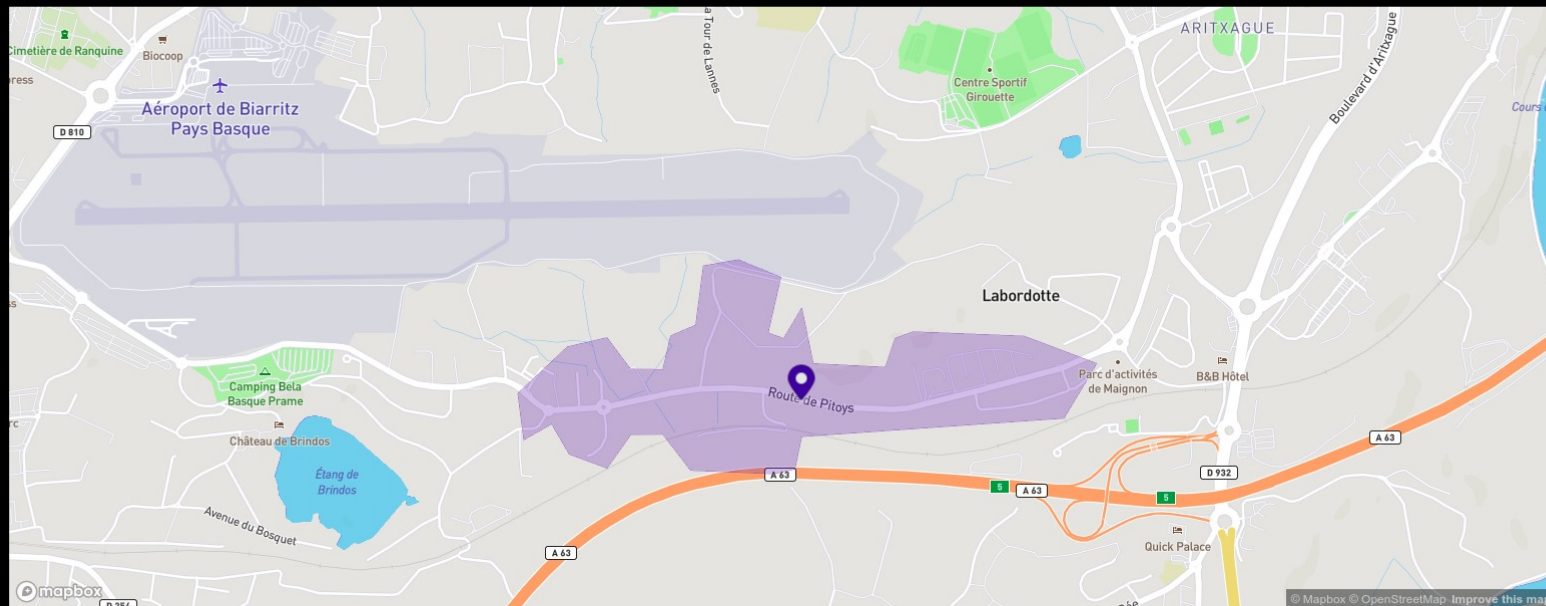 Cimetière de Ranquine
Biocoop
press
Aéroport de Biarritz
Pays Basque
D 810
a Tour de Lannes
Centre Sportif
Girouette
ARITXAGUE
Boulevard d'Aritxague
Cours
Labordotte
Parc d'activités
de Maignon
B&B Hôtel
Route de Pitoys
Camping Bela
Basque Prame
Château de Brindos
Étang de
Brindos
Avenue du Bosquet
A 63
A 63
5
A 63
5
A 63
D 932
Quick Palace
mapbox
© Mapbox © OpenStreetMap Improve this map